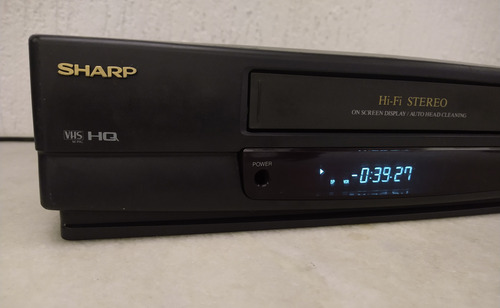 SHARP
Hi-Fi STEREO
ON SCREEN DISPLAY / AUTO HEAD CLEANING
VHS HQ
POWER
-0:39:27